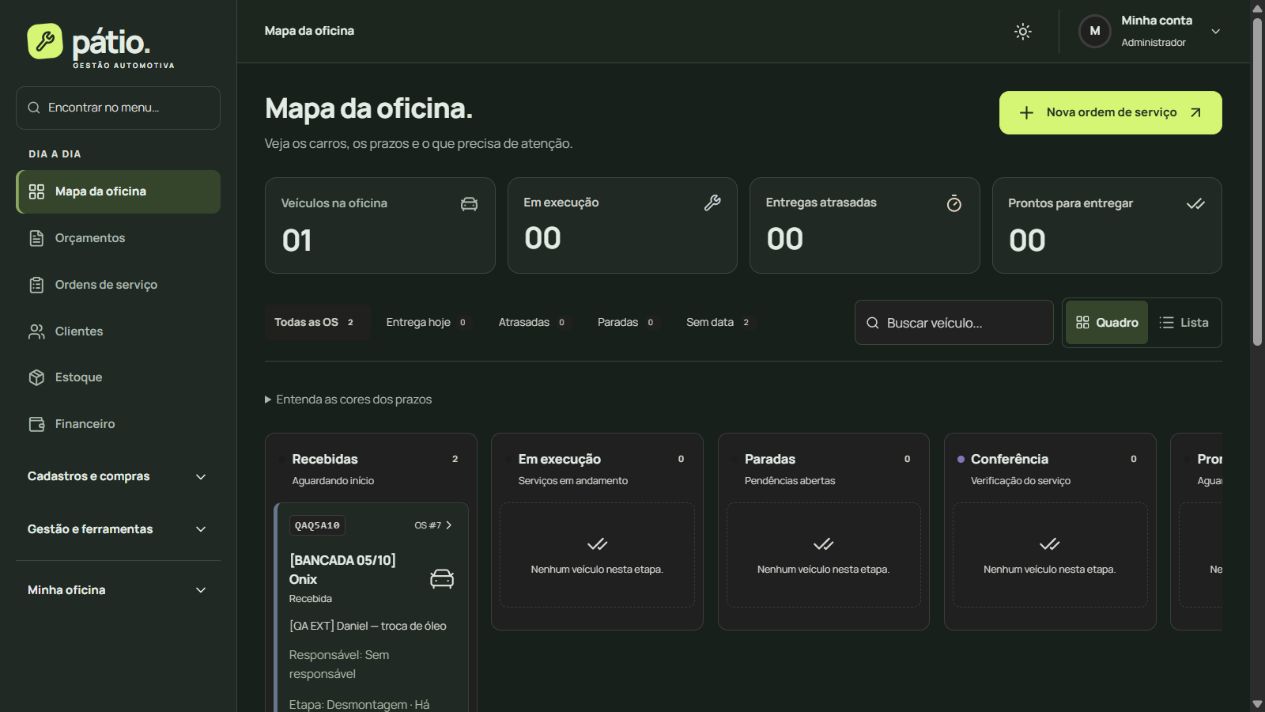 pátio.
GESTÃO AUTOMOTIVA
Encontrar no menu...
DIA A DIA
Mapa da oficina
Orçamentos
Ordens de serviço
Clientes
Estoque
Financeiro
Cadastros e compras
Gestão e ferramentas
Minha oficina
Mapa da oficina
M
Minha conta
Administrador
Mapa da oficina.
Veja os carros, os prazos e o que precisa de atenção.
Nova ordem de serviço
Veículos na oficina
01
Em execução
00
Entregas atrasadas
00
Prontos para entregar
00
Todas as OS 2
Entrega hoje 0
Atrasadas 0
Paradas 0
Sem data 2
Buscar veículo...
Quadro
Lista
Entenda as cores dos prazos
Recebidas 2
Aguardando início
QAQ5A10
OS #7
[BANCADA 05/10]
Onix
Recebida
[QA EXT] Daniel — troca de óleo
Responsável: Sem
responsável
Etapa: Desmontagem · Há
Em execução 0
Serviços em andamento
Nenhum veículo nesta etapa.
Paradas 0
Pendências abertas
Nenhum veículo nesta etapa.
Conferência 0
Verificação do serviço
Nenhum veículo nesta etapa.
Pron
Aguar
Ne